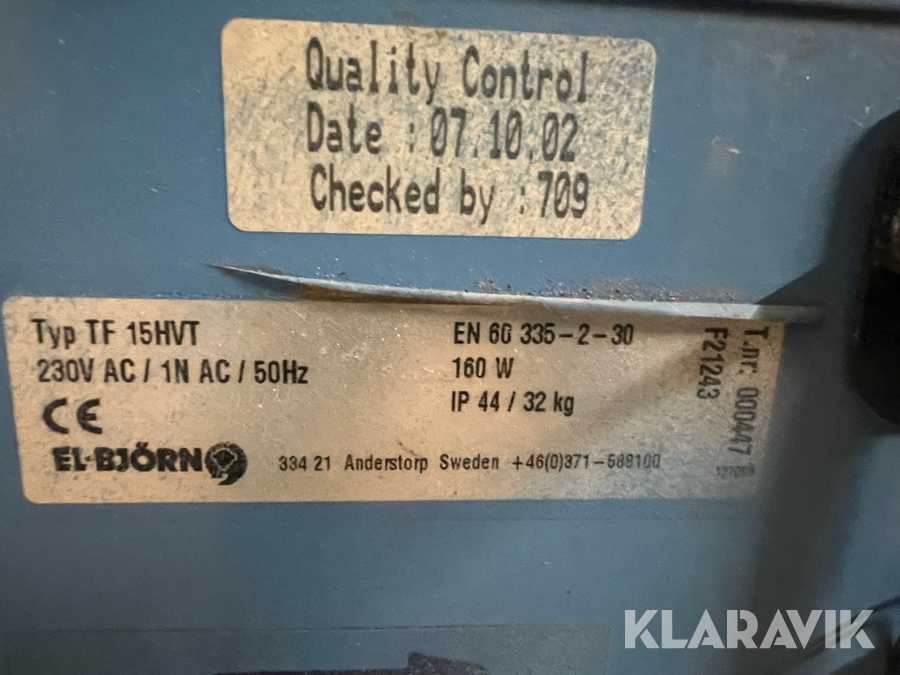 Quality Control
Date : 07.10.02
Checked by : 709
Typ TF 15HVT
230V AC / 1N AC / 50Hz
CE
EL-BJÖRN
EN 60 335-2-30
160 W
IP 44 / 32 kg
334 21 Anderstorp Sweden +46(0)371-588100
T.nr. 000447
F21243
KLARAVIK